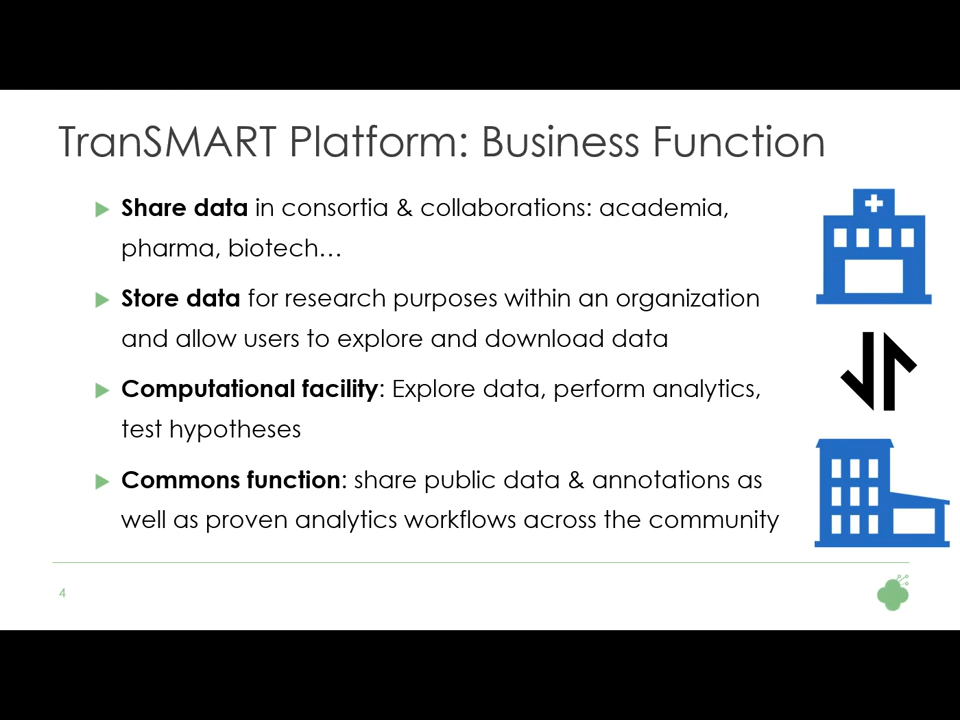 TranSMART Platform: Business Function
Share data in consortia & collaborations: academia,
pharma, biotech…
Store data for research purposes within an organization
and allow users to explore and download data
Computational facility: Explore data, perform analytics,
test hypotheses
Commons function: share public data & annotations as
well as proven analytics workflows across the community
4